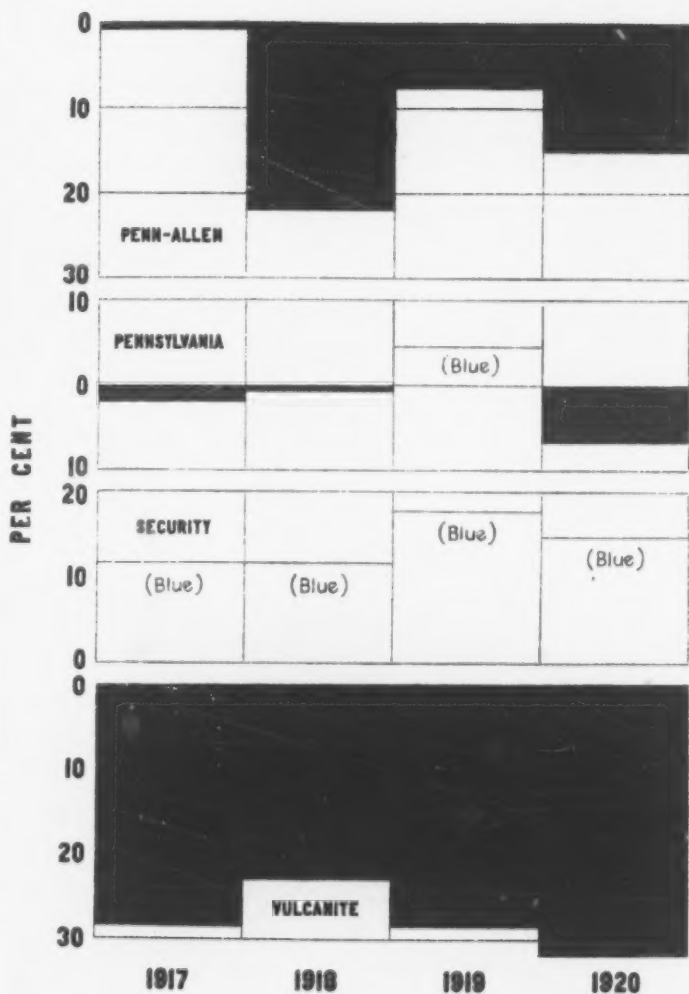 0
10
20
PENN-ALLEN
30
10
PENNSYLVANIA
(Blue)
0
10
PER CENT
20
SECURITY
(Blue)
(Blue)
(Blue)
(Blue)
10
0
0
10
20
VULCANITE
30
1917 1918 1919 1920